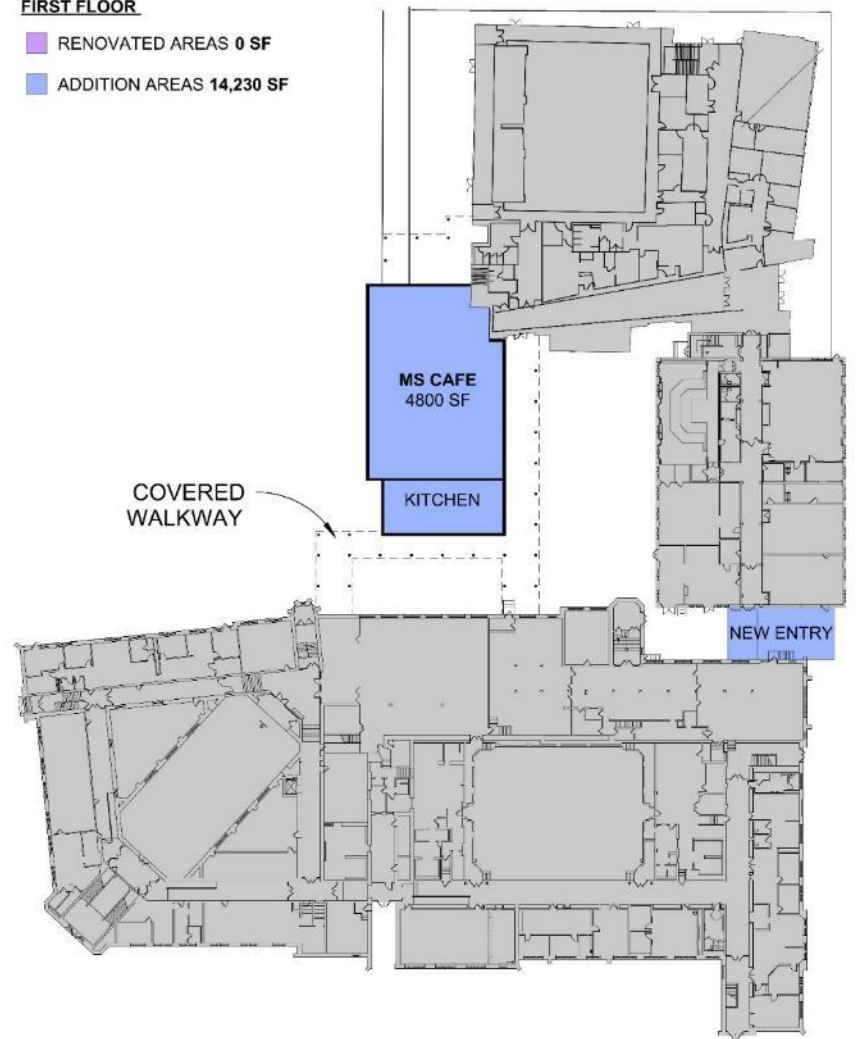 FIRST FLOOR
RENOVATED AREAS 0 SF
ADDITION AREAS 14,230 SF
MS CAFE
4800 SF
KITCHEN
COVERED
WALKWAY
NEW ENTRY